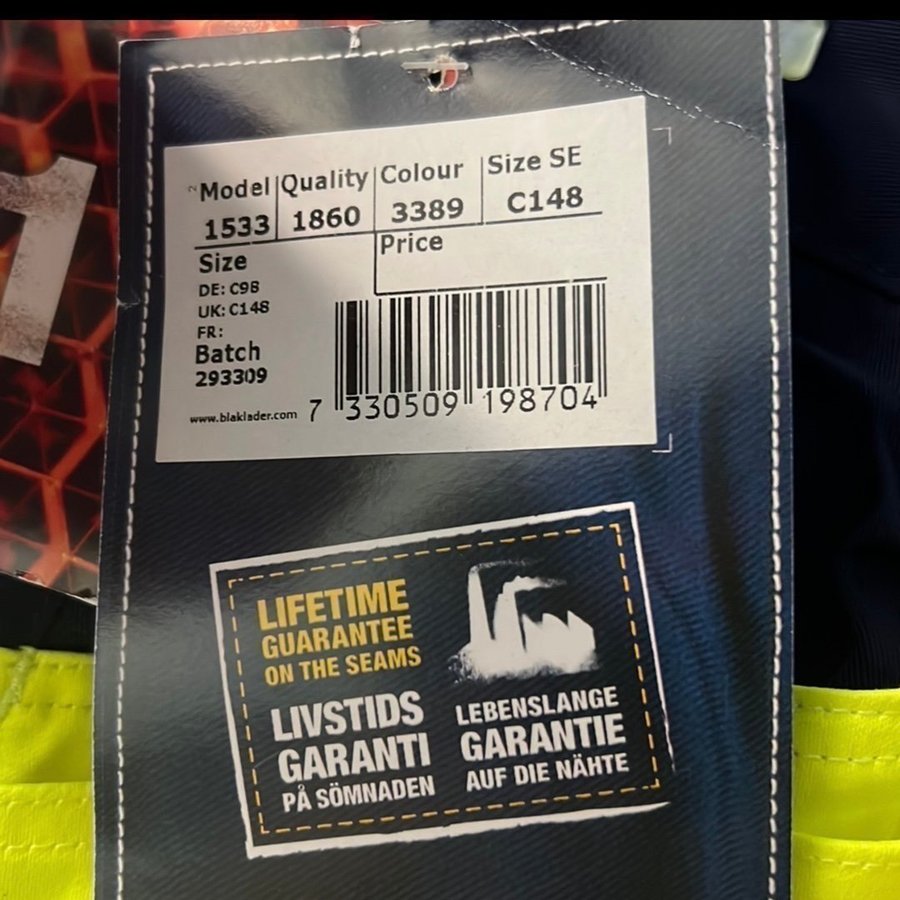 1
2
Model Quality Colour Size SE
1533 1860 3389 C148
Size Price
DE: C98
UK: C148
FR:
Batch
293309
www.blaklader.com
7 330509 198704
LIFETIME
GUARANTEE
ON THE SEAMS
LIVSTIDS
GARANTI
PÅ SÖMNADEN
LEBENSLANGE
GARANTIE
AUF DIE NÄHTE